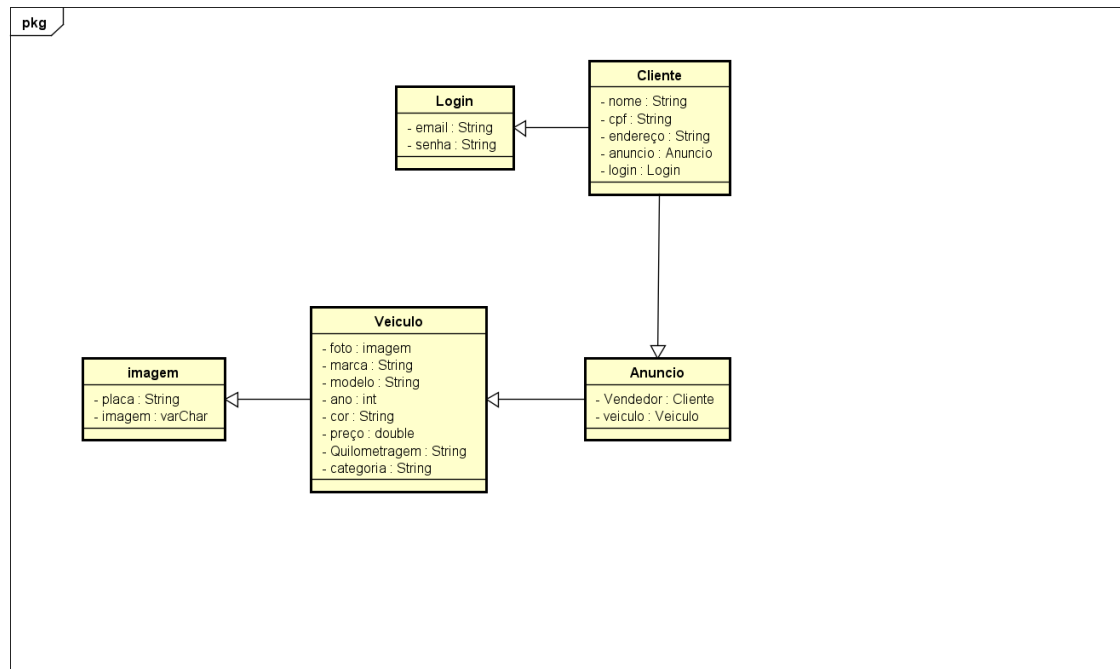 pkg
Cliente
- nome : String
- cpf : String
- endereço : String
- anuncio : Anuncio
- login : Login
Login
- email : String
- senha : String
Veiculo
- foto : imagem
- marca : String
- modelo : String
- ano : int
- cor : String
- preço : double
- Quilometragem : String
- categoria : String
imagem
- placa : String
- imagem : varChar
Anuncio
- Vendedor : Cliente
- veiculo : Veiculo